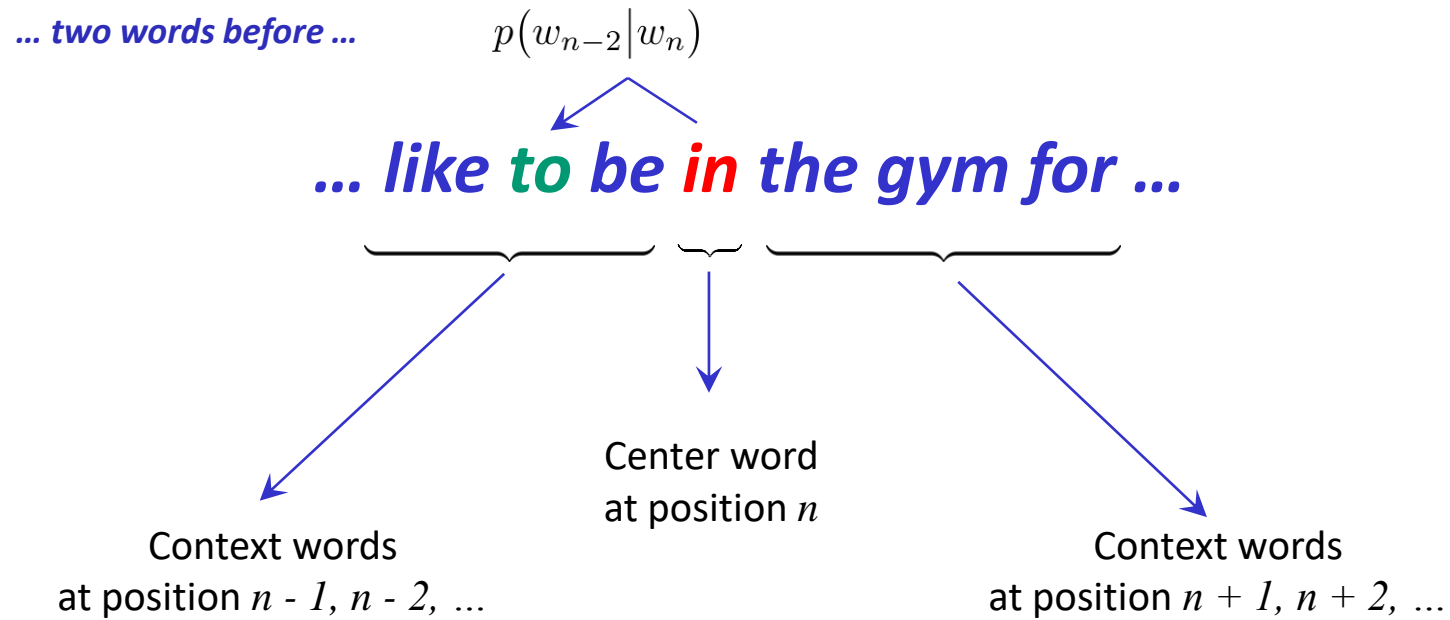 ... two words before ... p(w_{n-2}|w_n)
... like to be in the gym for ...
Center word
at position n
Context words
at position n - 1, n - 2, ...
Context words
at position n + 1, n + 2, ...